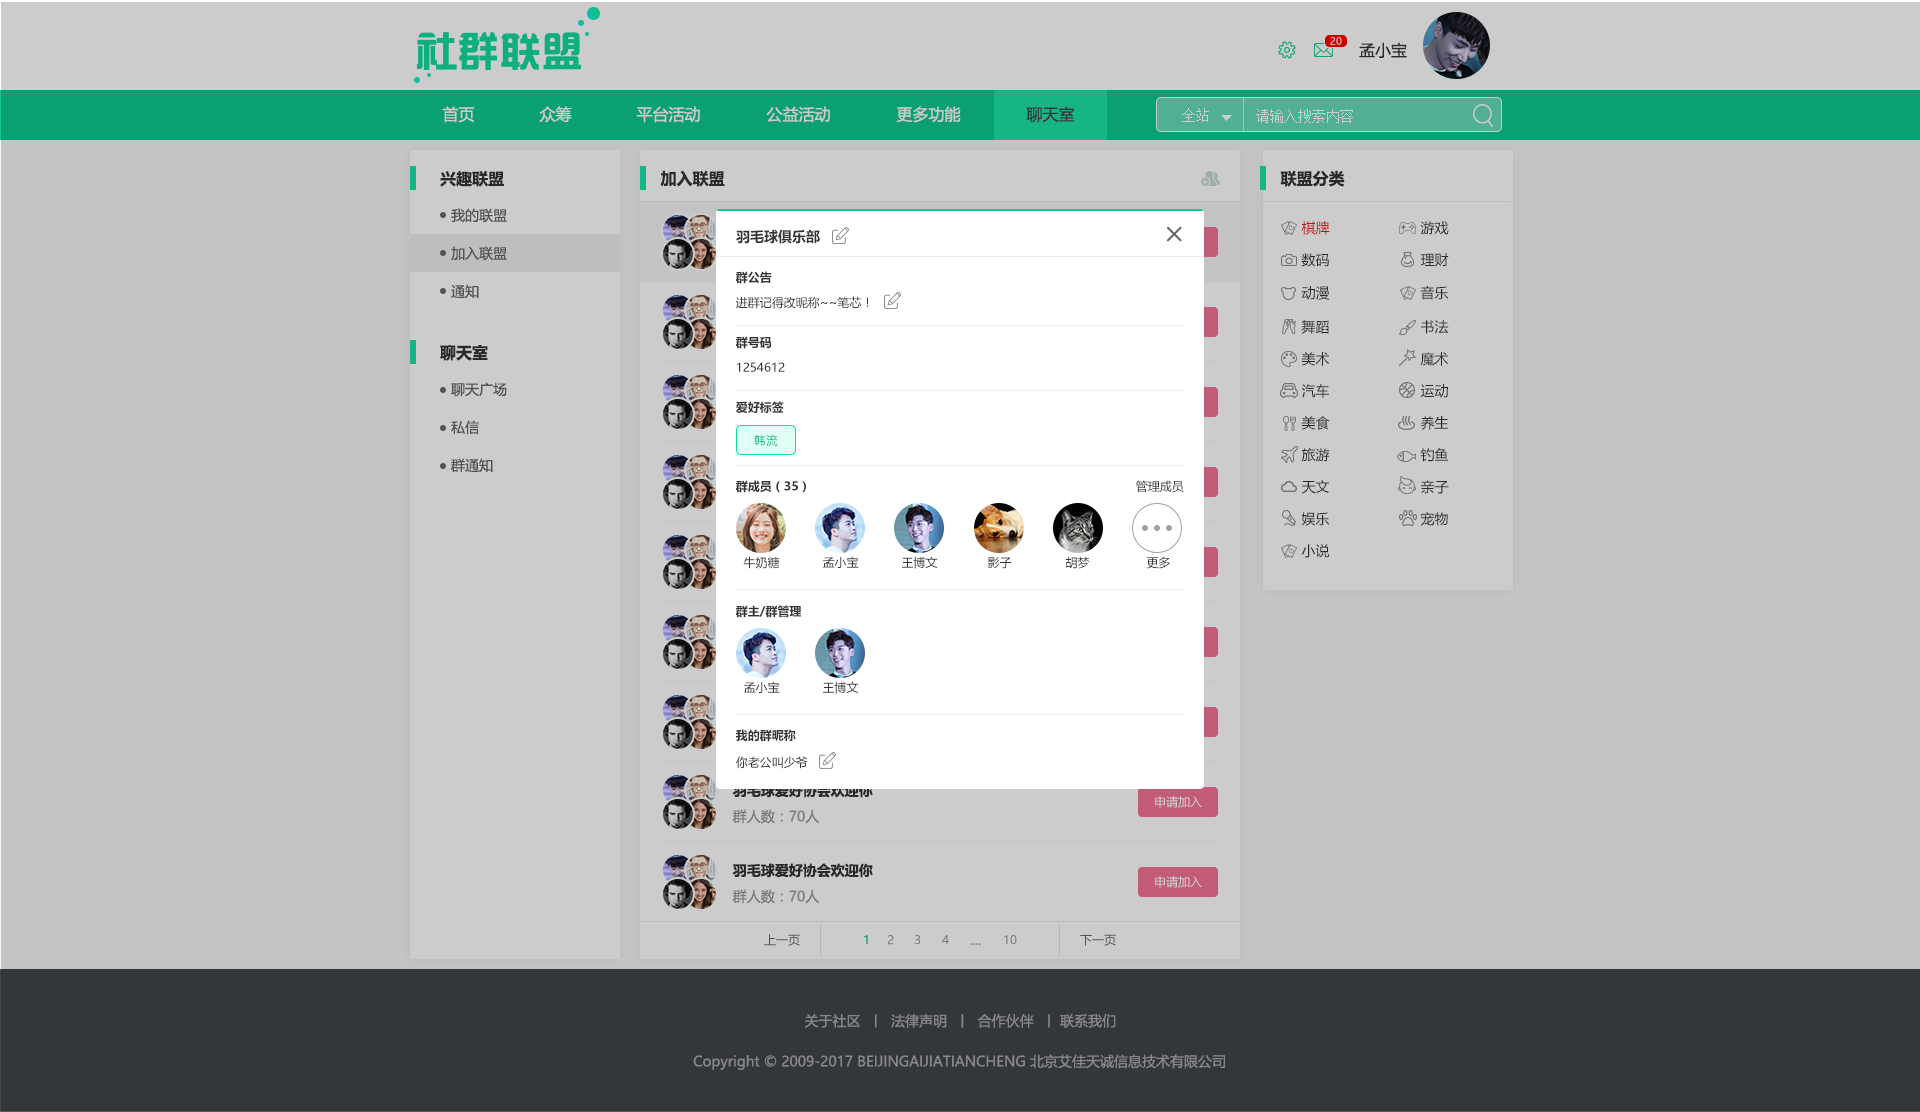 社群联盟
20
孟小宝
首页
众筹
平台活动
公益活动
更多功能
聊天室
全站
请输入搜索内容
兴趣联盟
我的联盟
加入联盟
通知
聊天室
聊天广场
私信
群通知
加入联盟
羽毛球俱乐部
群公告
进群记得改昵称~~笔芯！
群号码
1254612
爱好标签
韩流
群成员（35）
管理成员
牛奶糖
孟小宝
王博文
影子
胡梦
更多
群主/群管理
孟小宝
王博文
我的群昵称
你老公叫少爷
羽毛球爱好协会欢迎你
群人数：70人
申请加入
羽毛球爱好协会欢迎你
群人数：70人
申请加入
上一页
1 2 3 4 .... 10
下一页
联盟分类
棋牌 游戏
数码 理财
动漫 音乐
舞蹈 书法
美术 魔术
汽车 运动
美食 养生
旅游 钓鱼
天文 亲子
娱乐 宠物
小说
关于社区 | 法律声明 | 合作伙伴 | 联系我们
Copyright © 2009-2017 BEIJINGAIJIATIANCHENG 北京艾佳天诚信息技术有限公司